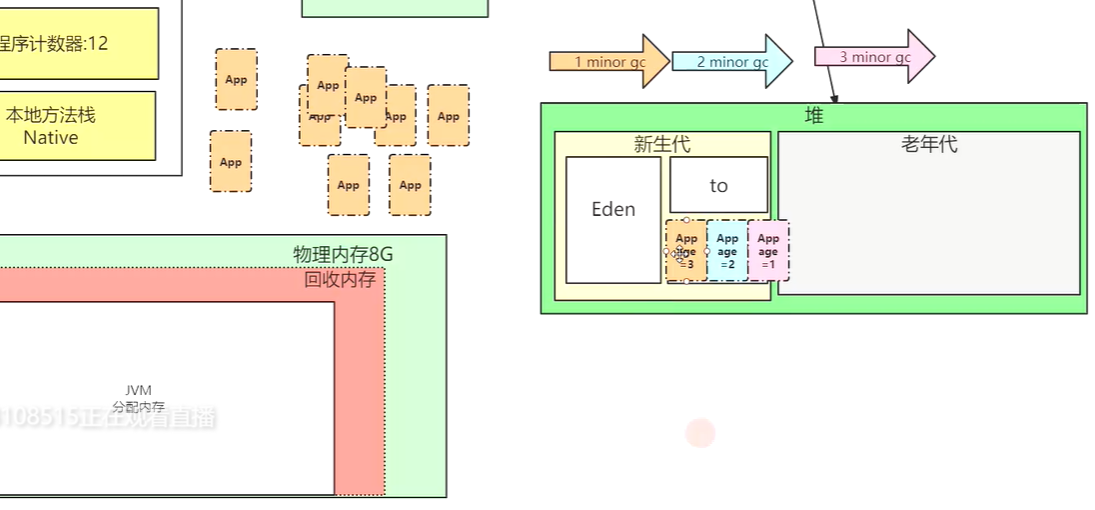 程序计数器:12
本地方法栈
Native
App
App
App
App
App
App
App
App
App
1 minor gc
2 minor gc
3 minor gc
堆
新生代
老年代
Eden
to
App
age
=3
App
age
=2
App
age
=1
物理内存8G
回收内存
JVM
分配内存
108515正在观看直播